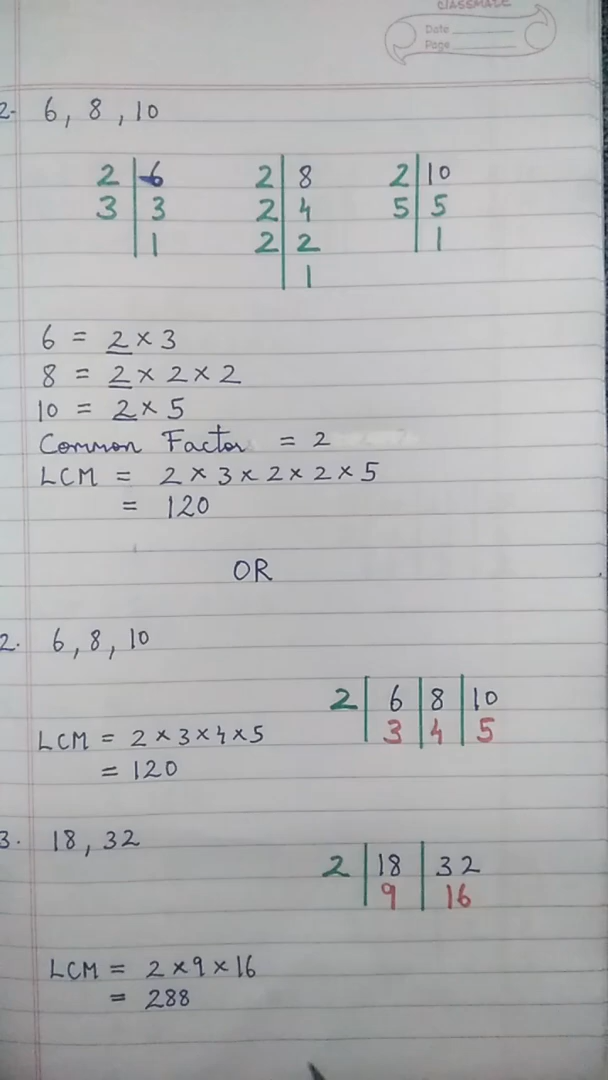 CLASSMATE
Date
Page
2. 6, 8, 10
2 | 6
3 | 3
| 1
2 | 8
2 | 4
2 | 2
| 1
2 | 10
5 | 5
| 1
6 = 2 × 3
8 = 2 × 2 × 2
10 = 2 × 5
Common Factor = 2
LCM = 2 × 3 × 2 × 2 × 5
= 120
OR
2. 6, 8, 10
2 | 6 | 8 | 10
| 3 | 4 | 5
LCM = 2 × 3 × 4 × 5
= 120
3. 18, 32
2 | 18 | 32
| 9 | 16
LCM = 2 × 9 × 16
= 288